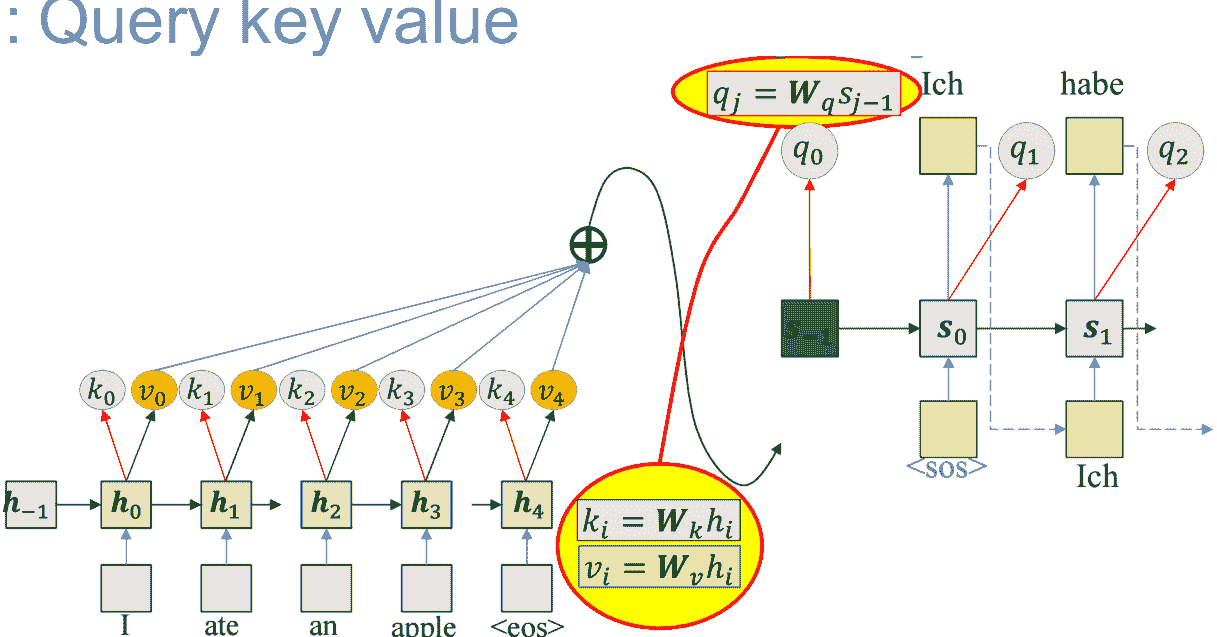 : Query key value
q_j = W_q s_{j-1}
Ich habe
q_0 q_1 q_2
s_{-1} s_0 s_1
k_0 v_0 k_1 v_1 k_2 v_2 k_3 v_3 k_4 v_4
<sos> Ich
h_{-1} h_0 h_1 h_2 h_3 h_4
k_i = W_k h_i
v_i = W_v h_i
I ate an apple <eos>